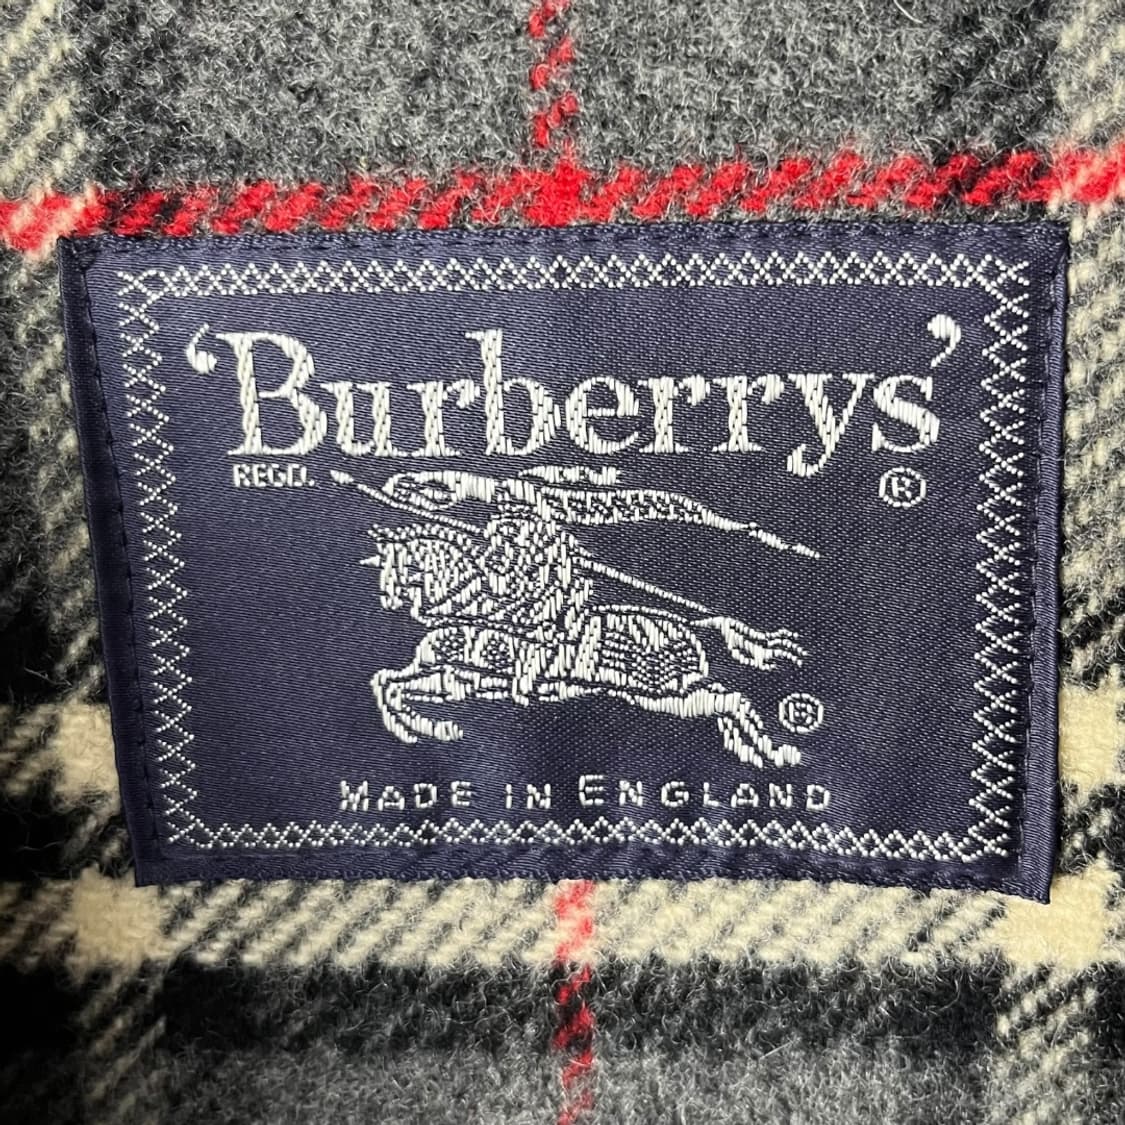 ‘Burberrys’
REGD. ®
®
MADE IN ENGLAND